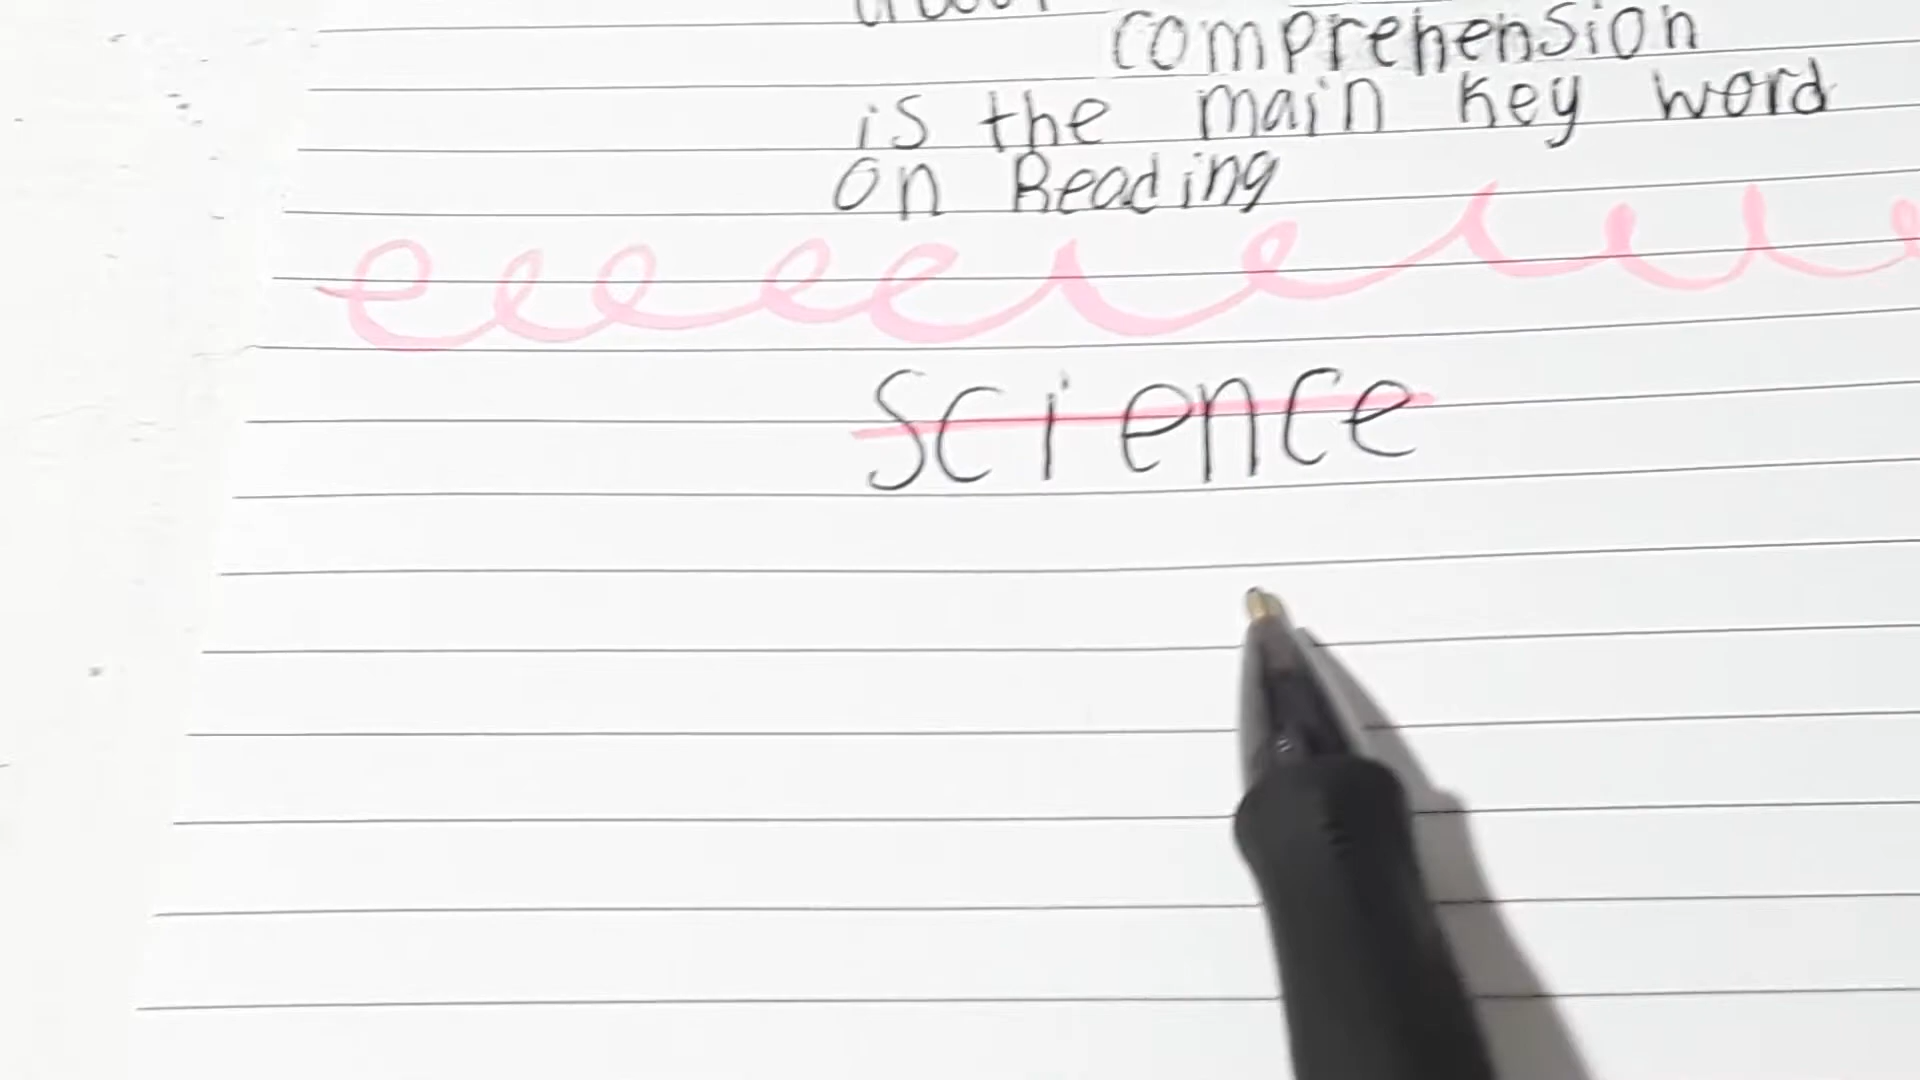 comprehension
is the main key word
on Reading
Science